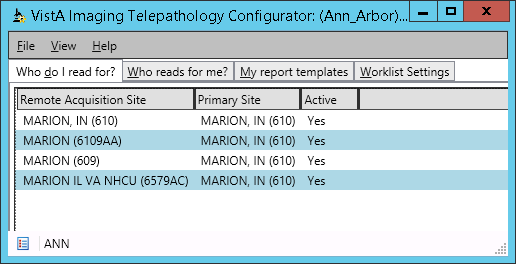 VistA Imaging Telepathology Configurator: (Ann_Arbor)...
File View Help
Who do I read for? Who reads for me? My report templates Worklist Settings
Remote Acquisition Site Primary Site Active
MARION, IN (610) MARION, IN (610) Yes
MARION (6109AA) MARION, IN (610) Yes
MARION (609) MARION, IN (610) Yes
MARION IL VA NHCU (6579AC) MARION, IN (610) Yes
ANN